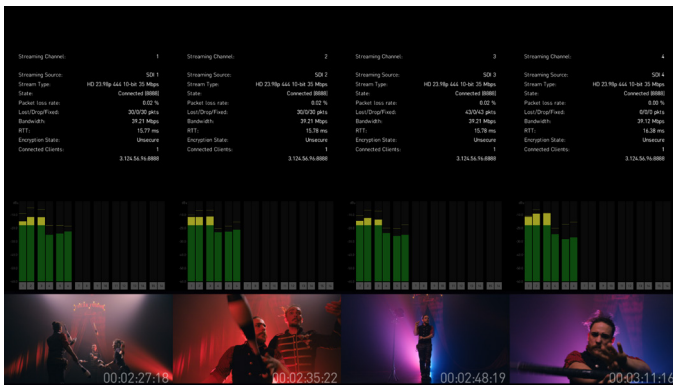 Streaming Channel: 1
Streaming Source: SDI 1
Stream Type: HD 23.98p 444 10-bit 35 Mbps
State: Connected [8888]
Packet loss rate: 0.02 %
Lost/Drop/Fixed: 30/0/30 pkts
Bandwidth: 39.21 Mbps
RTT: 15.77 ms
Encryption State: Unsecure
Connected Clients: 1
3.124.56.96:8888
Streaming Channel: 2
Streaming Source: SDI 2
Stream Type: HD 23.98p 444 10-bit 35 Mbps
State: Connected [8888]
Packet loss rate: 0.02 %
Lost/Drop/Fixed: 30/0/30 pkts
Bandwidth: 39.21 Mbps
RTT: 15.78 ms
Encryption State: Unsecure
Connected Clients: 1
3.124.56.96:8888
Streaming Channel: 3
Streaming Source: SDI 3
Stream Type: HD 23.98p 444 10-bit 35 Mbps
State: Connected [8888]
Packet loss rate: 0.02 %
Lost/Drop/Fixed: 43/0/43 pkts
Bandwidth: 39.21 Mbps
RTT: 15.78 ms
Encryption State: Unsecure
Connected Clients: 1
3.124.56.96:8888
Streaming Channel: 4
Streaming Source: SDI 4
Stream Type: HD 23.98p 444 10-bit 35 Mbps
State: Connected [8888]
Packet loss rate: 0.00 %
Lost/Drop/Fixed: 0/0/0 pkts
Bandwidth: 39.12 Mbps
RTT: 16.38 ms
Encryption State: Unsecure
Connected Clients: 1
3.124.56.96:8888
00:02:27:18
00:02:35:22
00:02:48:19
00:03:11:16